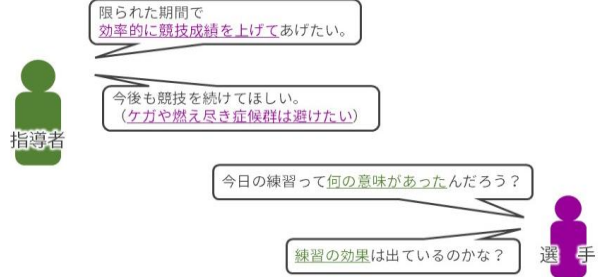 限られた期間で
効率的に競技成績を上げてあげたい。
今後も競技を続けてほしい。
（ケガや燃え尽き症候群は避けたい）
指導者
今日の練習って何の意味があったんだろう？
練習の効果は出ているのかな？
選　手